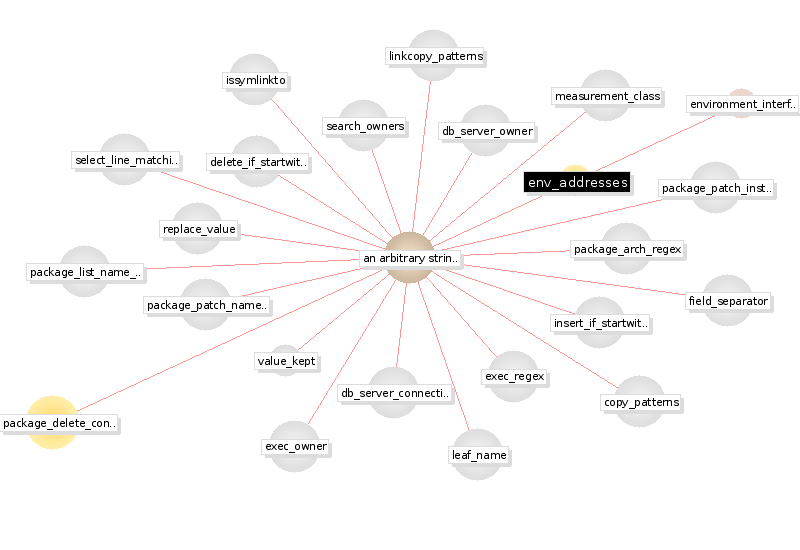 linkcopy_patterns
issymlinkto
measurement_class
environment_interf..
search_owners
db_server_owner
select_line_matchi..
delete_if_startwit..
env_addresses
package_patch_inst..
replace_value
package_arch_regex
an arbitrary strin..
package_list_name_..
package_patch_name..
field_separator
insert_if_startwit..
value_kept
exec_regex
db_server_connecti..
copy_patterns
package_delete_con..
exec_owner
leaf_name